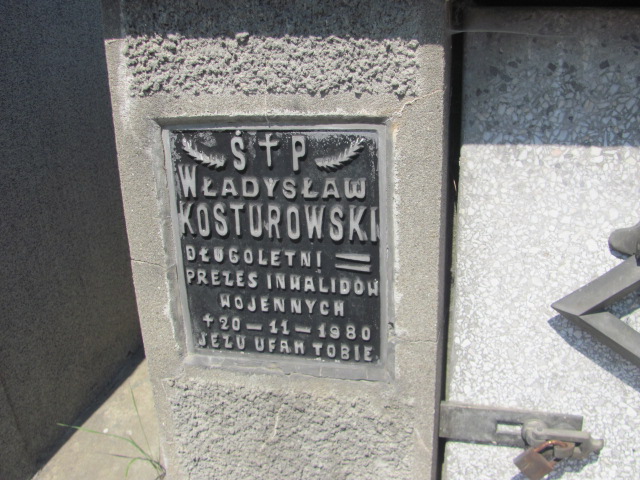 Ś † P
WŁADYSŁAW
KOSTUROWSKI
DŁUGOLETNI
PREZES INWALIDÓW
WOJENNYCH
† 20 — 11 — 1980
JEZU UFAM TOBIE